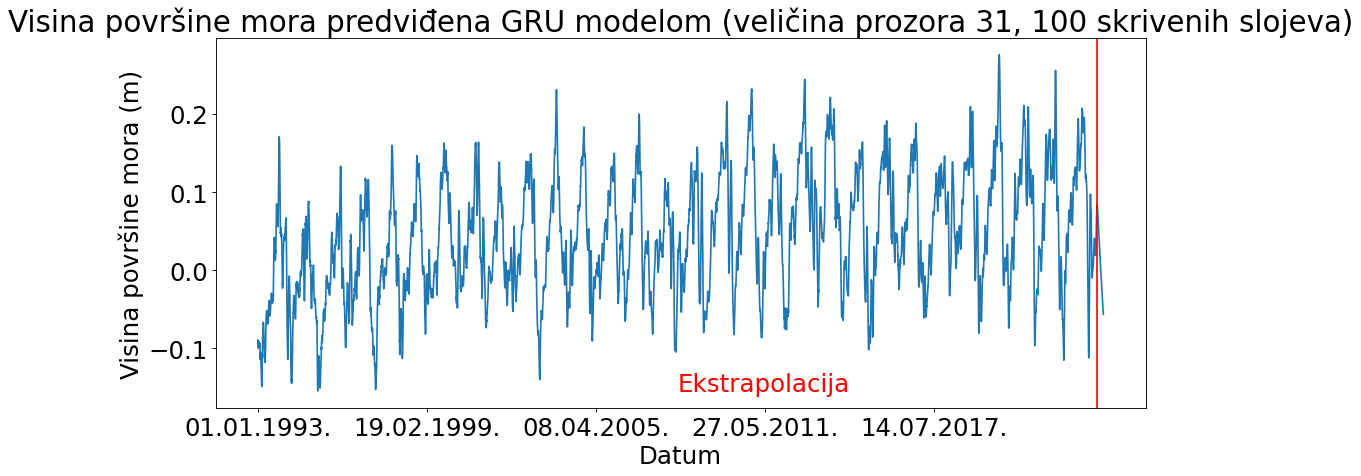 Visina površine mora predviđena GRU modelom (veličina prozora 31, 100 skrivenih slojeva)
Visina površine mora (m)
0.2
0.1
0.0
−0.1
Ekstrapolacija
01.01.1993. 19.02.1999. 08.04.2005. 27.05.2011. 14.07.2017.
Datum